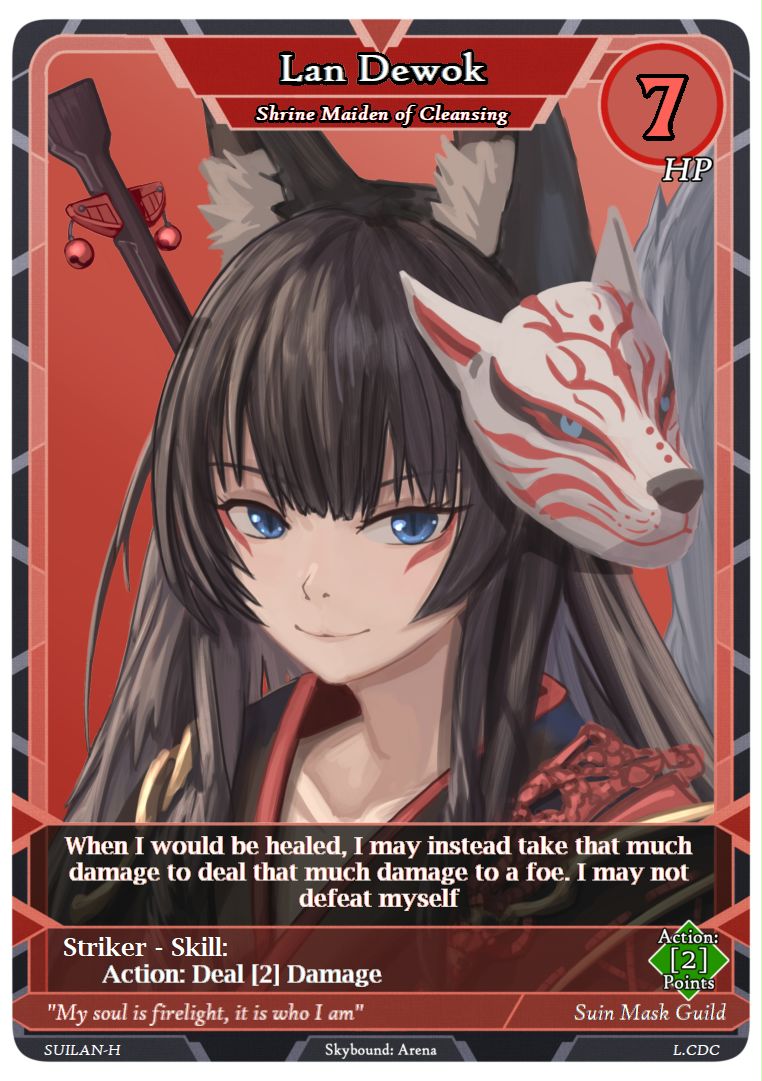 Lan Dewok
Shrine Maiden of Cleansing
7
HP
When I would be healed, I may instead take that much
damage to deal that much damage to a foe. I may not
defeat myself
Striker - Skill:
Action: Deal [2] Damage
Action:
[2]
Points
"My soul is firelight, it is who I am"
Suin Mask Guild
SUILAN-H
Skybound: Arena
L.CDC